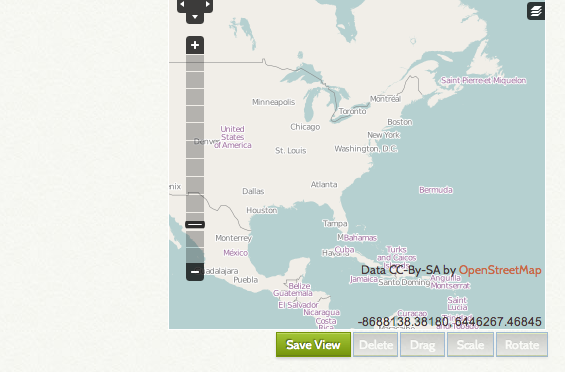 Saint Pierre et Miquelon
Montréal
Minneapolis
Toronto
Boston
Chicago
New York
United
States
of America
Denver
St. Louis
Washington, D.C.
Atlanta
Dallas
Bermuda
Houston
Tampa
Monterrey
Bahamas
Cuba
México
Turks
and Caicos
Islands
Data CC-By-SA by OpenStreetMap
Puebla
Jamaica
Santo Domingo
Anguilla
Montserrat
Belize
Guatemala
El Salvador
Saint
Lucia
Nicaragua
Costa
Rica
Curaçao
-8688138.38180, 6446267.46845
Save View
Delete
Drag
Scale
Rotate